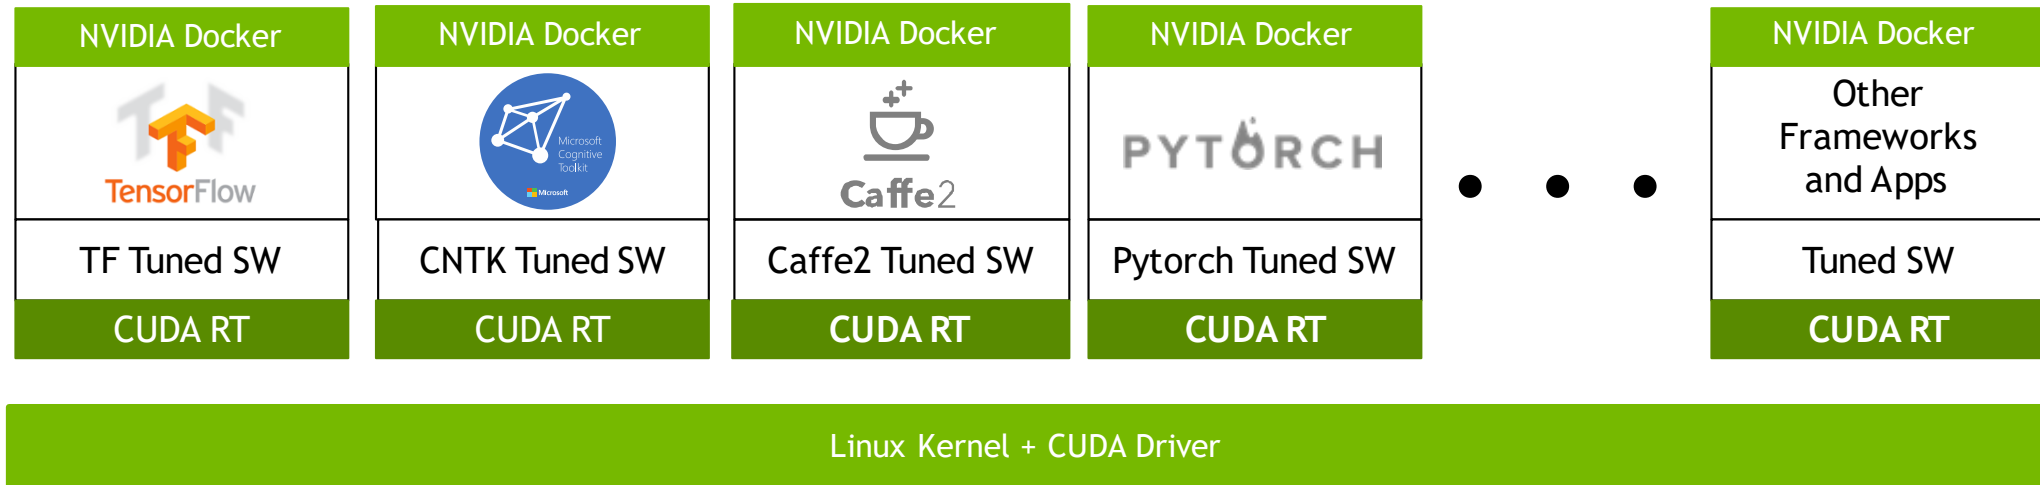 NVIDIA Docker
TF
TensorFlow
TF Tuned SW
CUDA RT
NVIDIA Docker
Microsoft
Cognitive
Toolkit
Microsoft
CNTK Tuned SW
CUDA RT
NVIDIA Docker
++
Caffe2
Caffe2 Tuned SW
CUDA RT
NVIDIA Docker
PYTORCH
Pytorch Tuned SW
CUDA RT
NVIDIA Docker
Other
Frameworks
and Apps
Tuned SW
CUDA RT
Linux Kernel + CUDA Driver